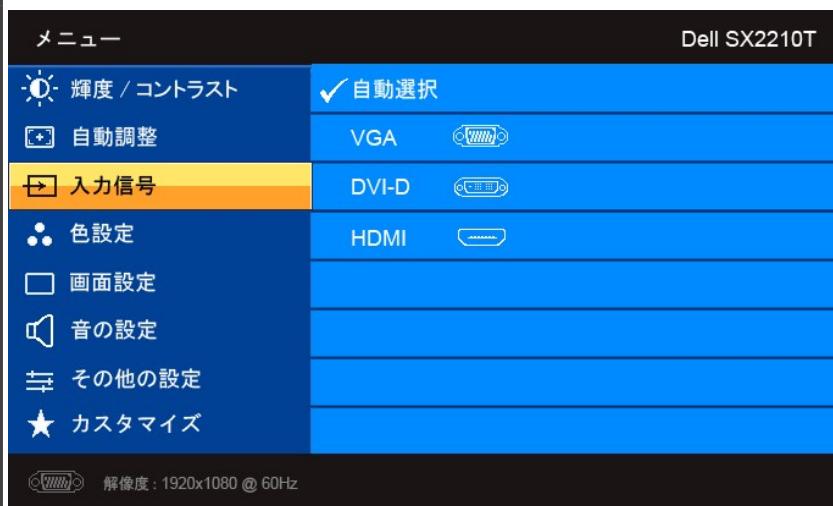 メニュー Dell SX2210T
輝度 / コントラスト
自動調整
入力信号
色設定
画面設定
音の設定
その他の設定
カスタマイズ
自動選択
VGA
DVI-D
HDMI
解像度 : 1920x1080 @ 60Hz